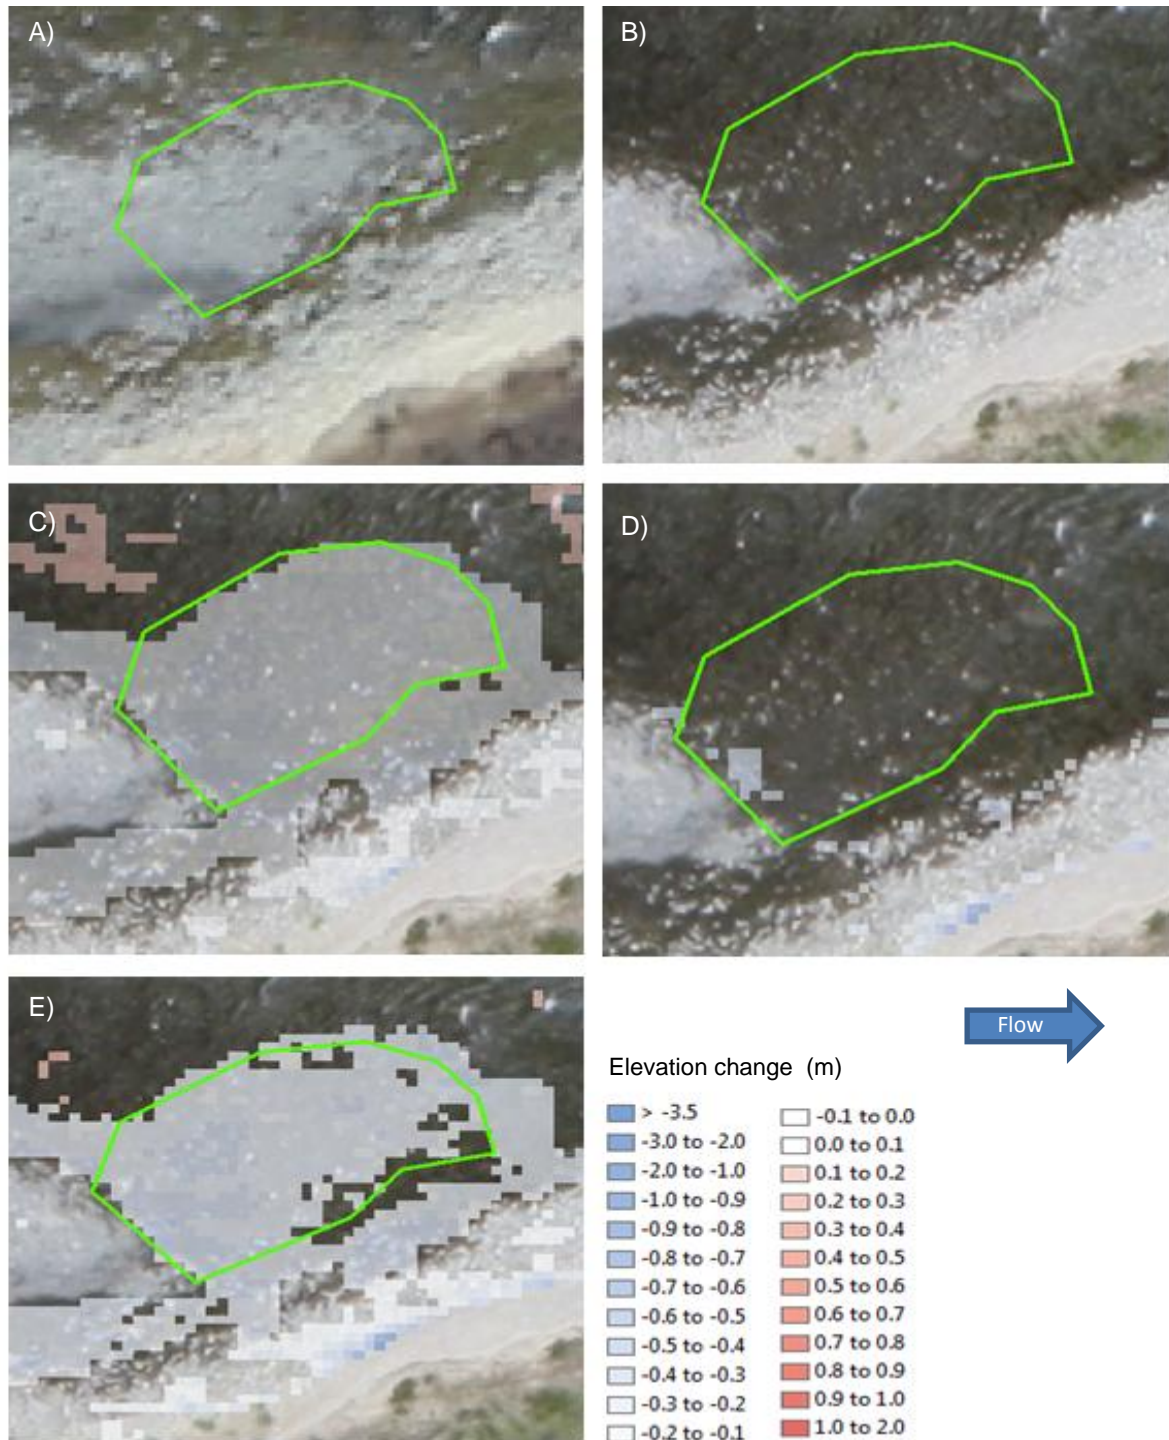 A)
B)
C)
D)
E)
Flow
Elevation change (m)
> -3.5
-3.0 to -2.0
-2.0 to -1.0
-1.0 to -0.9
-0.9 to -0.8
-0.8 to -0.7
-0.7 to -0.6
-0.6 to -0.5
-0.5 to -0.4
-0.4 to -0.3
-0.3 to -0.2
-0.2 to -0.1
-0.1 to 0.0
0.0 to 0.1
0.1 to 0.2
0.2 to 0.3
0.3 to 0.4
0.4 to 0.5
0.5 to 0.6
0.6 to 0.7
0.7 to 0.8
0.8 to 0.9
0.9 to 1.0
1.0 to 2.0